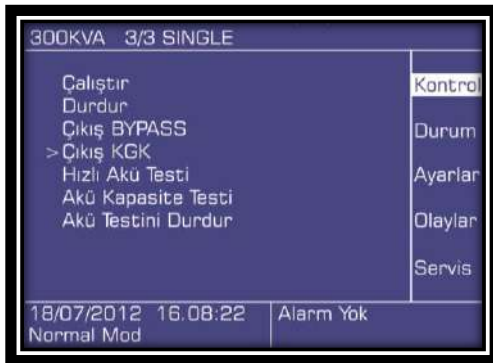 300KVA 3/3 SINGLE
Çalıştır
Durdur
Çıkış BYPASS
>Çıkış KGK
Hızlı Akü Testi
Akü Kapasite Testi
Akü Testini Durdur
Kontrol
Durum
Ayarlar
Olaylar
Servis
18/07/2012 16.08:22
Normal Mod
Alarm Yok